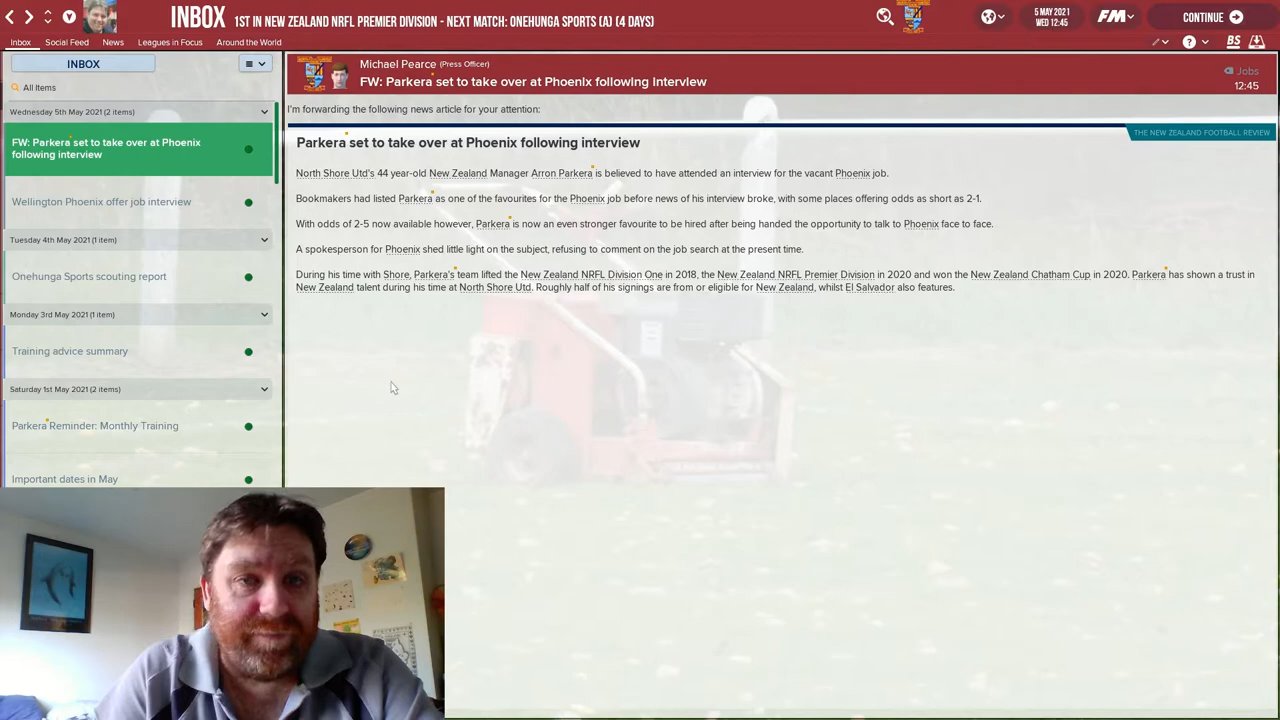 INBOX
1ST IN NEW ZEALAND NRFL PREMIER DIVISION - NEXT MATCH: ONEHUNGA SPORTS (A) (4 DAYS)
5 MAY 2021
WED 12:45
FM
CONTINUE
Inbox
Social Feed
News
Leagues in Focus
Around the World
BS
INBOX
All Items
Wednesday 5th May 2021 (2 items)
FW: Parkera set to take over at Phoenix
following interview
Wellington Phoenix offer job interview
Tuesday 4th May 2021 (1 item)
Onehunga Sports scouting report
Monday 3rd May 2021 (1 item)
Training advice summary
Saturday 1st May 2021 (2 items)
Parkera Reminder: Monthly Training
Important dates in May
Michael Pearce (Press Officer)
FW: Parkera set to take over at Phoenix following interview
Jobs
12:45
I'm forwarding the following news article for your attention:
THE NEW ZEALAND FOOTBALL REVIEW
Parkera set to take over at Phoenix following interview
North Shore Utd's 44 year-old New Zealand Manager Arron Parkera is believed to have attended an interview for the vacant Phoenix job.
Bookmakers had listed Parkera as one of the favourites for the Phoenix job before news of his interview broke, with some places offering odds as short as 2-1.
With odds of 2-5 now available however, Parkera is now an even stronger favourite to be hired after being handed the opportunity to talk to Phoenix face to face.
A spokesperson for Phoenix shed little light on the subject, refusing to comment on the job search at the present time.
During his time with Shore, Parkera's team lifted the New Zealand NRFL Division One in 2018, the New Zealand NRFL Premier Division in 2020 and won the New Zealand Chatham Cup in 2020. Parkera has shown a trust in
New Zealand talent during his time at North Shore Utd. Roughly half of his signings are from or eligible for New Zealand, whilst El Salvador also features.